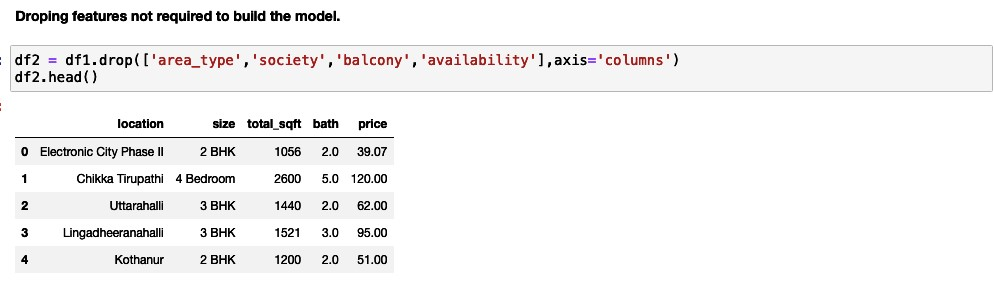 Droping features not required to build the model.
df2 = df1.drop(['area_type','society','balcony','availability'],axis='columns')
df2.head()
location size total_sqft bath price
0 Electronic City Phase II 2 BHK 1056 2.0 39.07
1 Chikka Tirupathi 4 Bedroom 2600 5.0 120.00
2 Uttarahalli 3 BHK 1440 2.0 62.00
3 Lingadheeranahalli 3 BHK 1521 3.0 95.00
4 Kothanur 2 BHK 1200 2.0 51.00